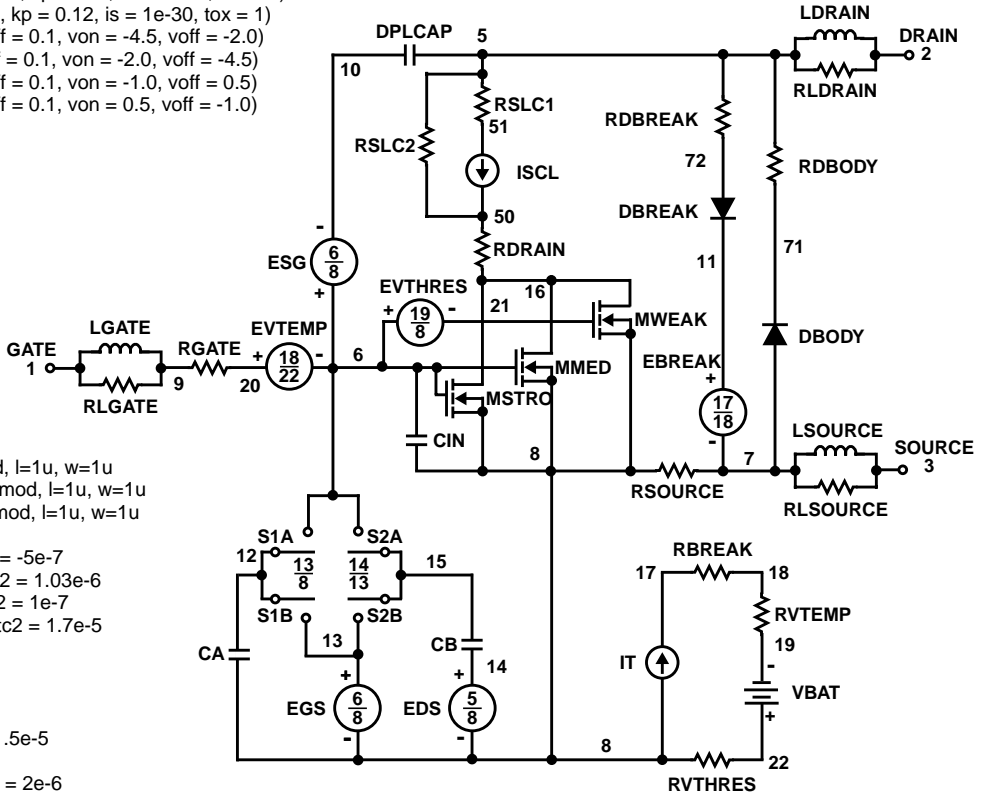 , kp = 0.12, is = 1e-30, tox = 1)
ff = 0.1, von = -4.5, voff = -2.0)
f = 0.1, von = -2.0, voff = -4.5)
ff = 0.1, von = -1.0, voff = 0.5)
ff = 0.1, von = 0.5, voff = -1.0)
LDRAIN
DPLCAP
5
DRAIN
2
10
RLDRAIN
RSLC1
51
RDBREAK
RSLC2
72
RDBODY
ISCL
DBREAK
50
-
ESG
6
8
+
RDRAIN
11
71
EVTHRES
16
+
19
8
-
21
MWEAK
LGATE
EVTEMP
GATE
1
RGATE
+
18
22
-
6
MMED
EBREAK
DBODY
+
9
20
MSTRO
17
18
RLGATE
CIN
-
LSOURCE
8
7
SOURCE
3
d, l=1u, w=1u
mod, l=1u, w=1u
mod, l=1u, w=1u
RSOURCE
RLSOURCE
S1A
S2A
= -5e-7
12
13
8
14
13
15
RBREAK
2 = 1.03e-6
17
18
2 = 1e-7
S1B
S2B
RVTEMP
xc2 = 1.7e-5
13
CB
19
CA
14
IT
-
+
+
VBAT
EGS
6
8
EDS
5
8
+
.5e-5
-
-
8
22
= 2e-6
RVTHRES